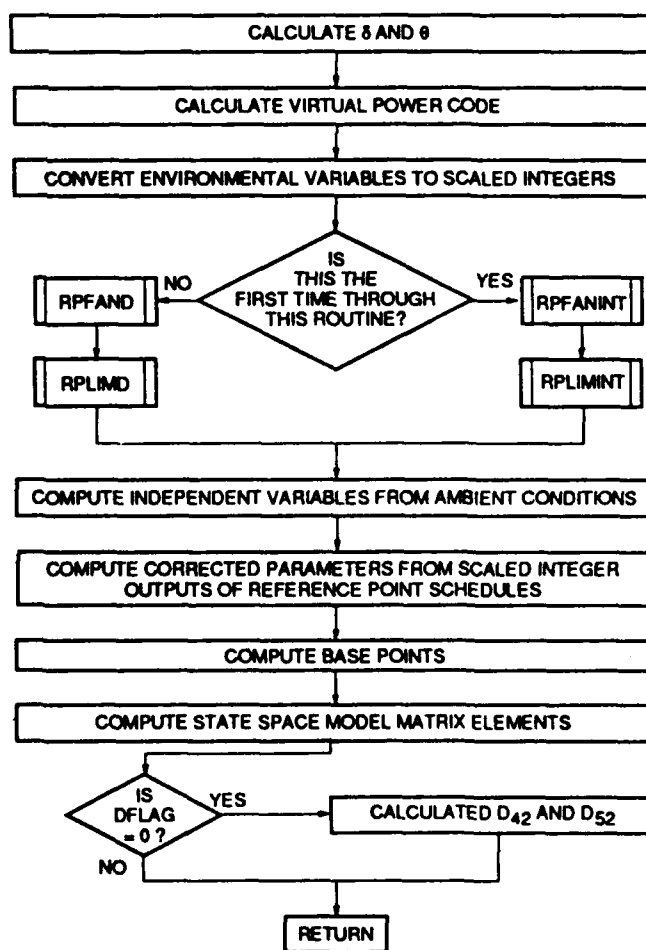 CALCULATE δ AND θ
CALCULATE VIRTUAL POWER CODE
CONVERT ENVIRONMENTAL VARIABLES TO SCALED INTEGERS
IS
THIS THE
FIRST TIME THROUGH
THIS ROUTINE?
NO
YES
RPFAND
RPFANINT
RPLIMD
RPLIMINT
COMPUTE INDEPENDENT VARIABLES FROM AMBIENT CONDITIONS
COMPUTE CORRECTED PARAMETERS FROM SCALED INTEGER
OUTPUTS OF REFERENCE POINT SCHEDULES
COMPUTE BASE POINTS
COMPUTE STATE SPACE MODEL MATRIX ELEMENTS
IS
DFLAG
= 0 ?
YES
CALCULATED D42 AND D52
NO
RETURN